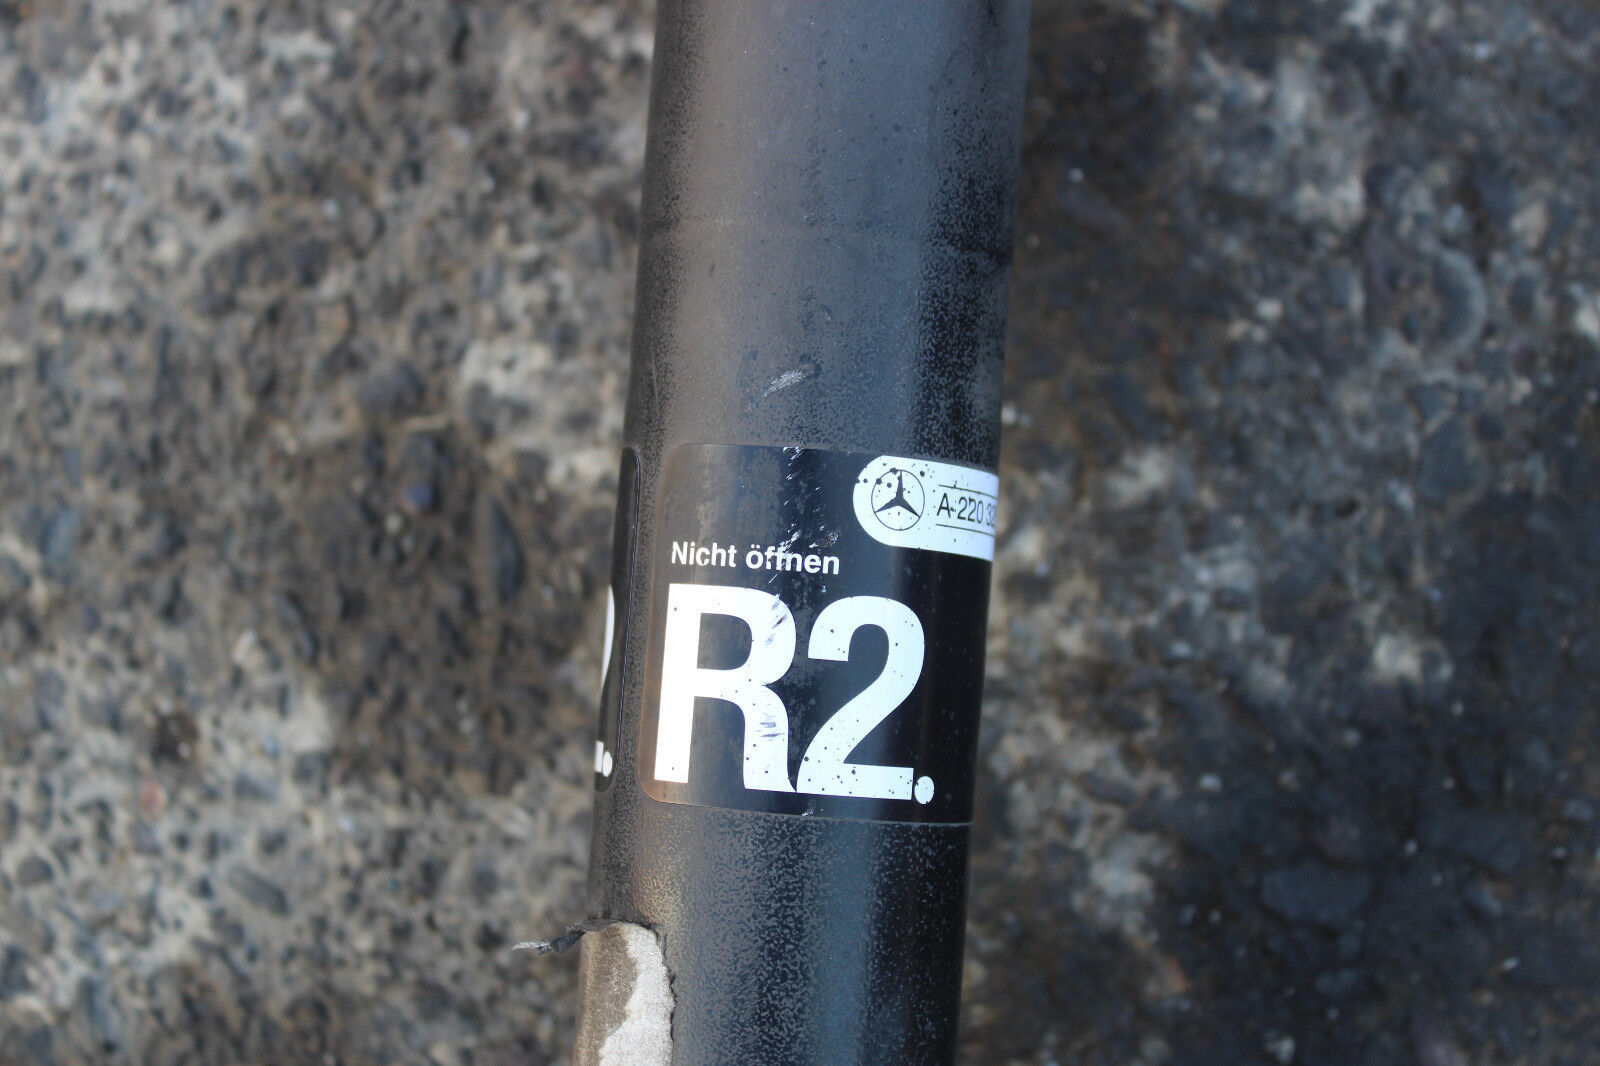 A 220 32
Nicht öffnen
R2.